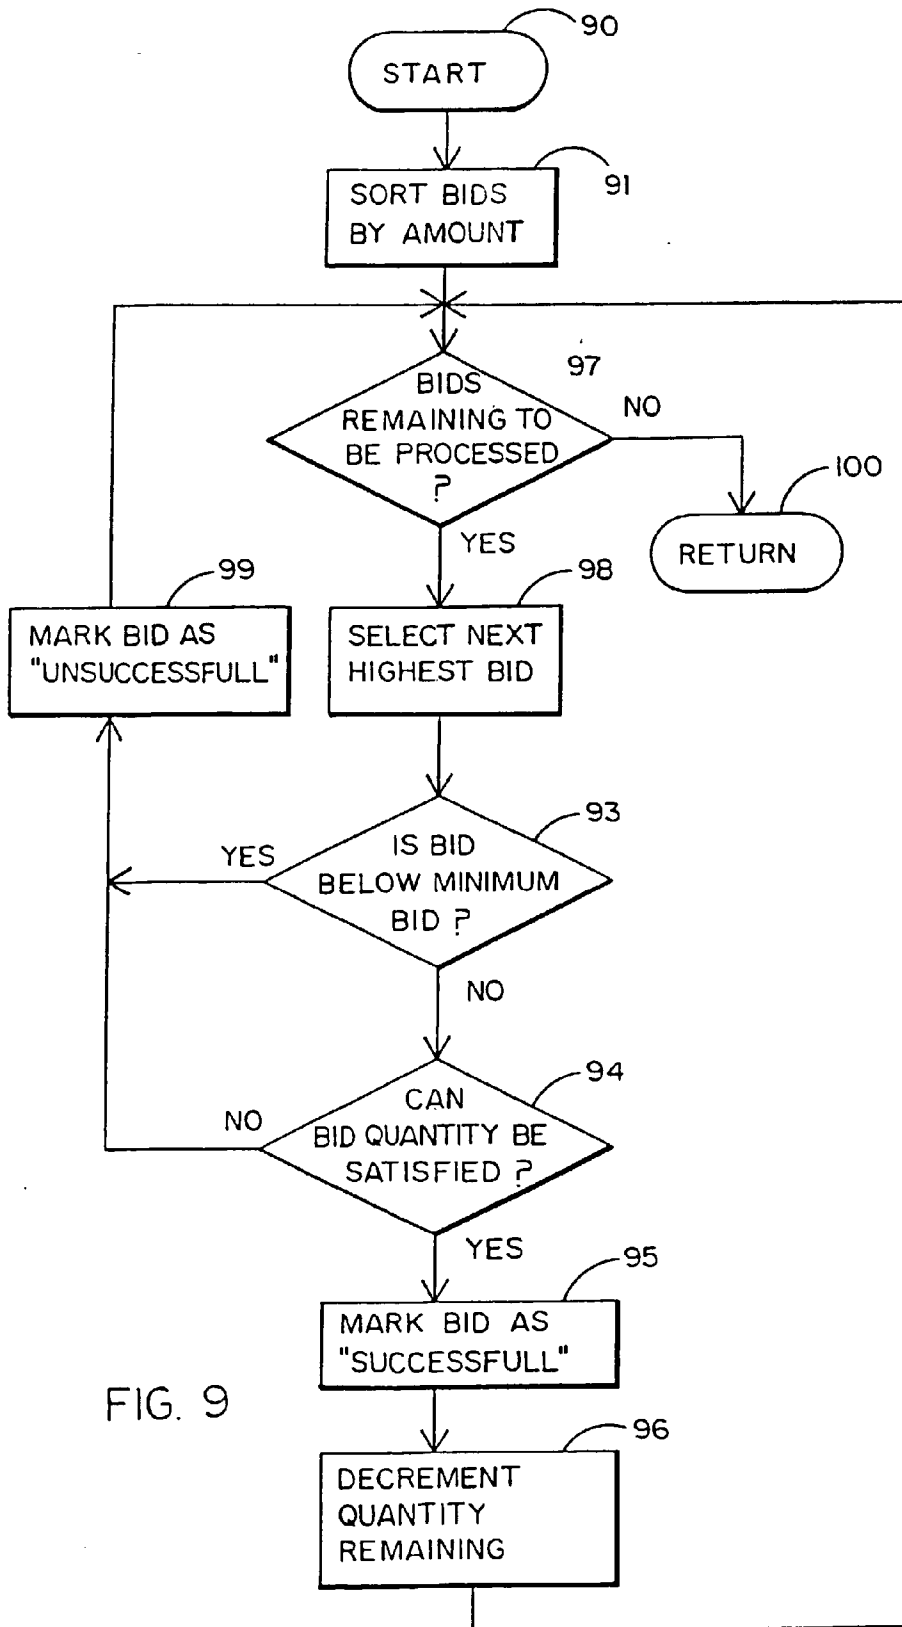 90
START
91
SORT BIDS
BY AMOUNT
97
BIDS
REMAINING TO
BE PROCESSED
?
NO
100
RETURN
YES
99
MARK BID AS
"UNSUCCESSFULL"
98
SELECT NEXT
HIGHEST BID
93
YES
IS BID
BELOW MINIMUM
BID ?
NO
94
NO
CAN
BID QUANTITY BE
SATISFIED ?
YES
95
MARK BID AS
"SUCCESSFULL"
FIG. 9
96
DECREMENT
QUANTITY
REMAINING